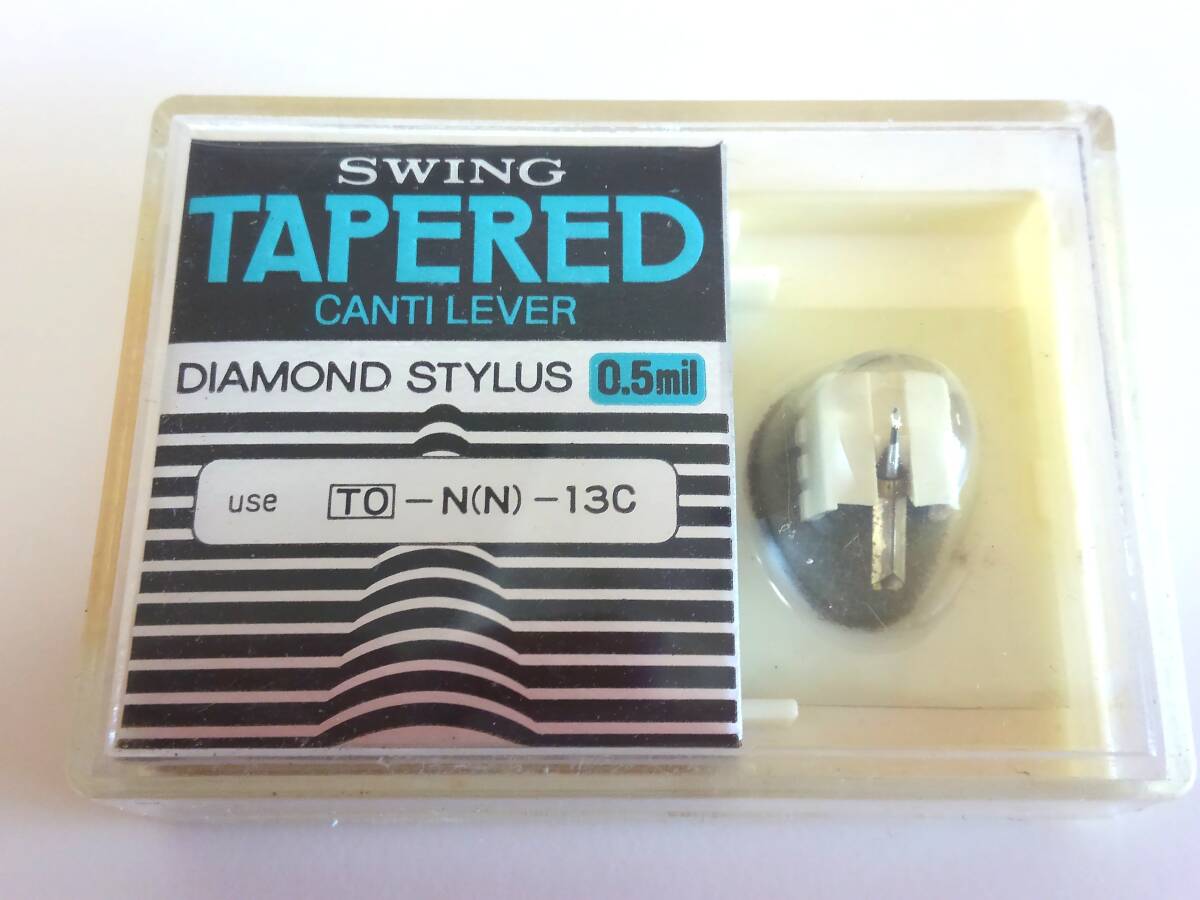 SWING
TAPERED
CANTI LEVER
DIAMOND STYLUS 0.5mil
use TO-N(N)-13C